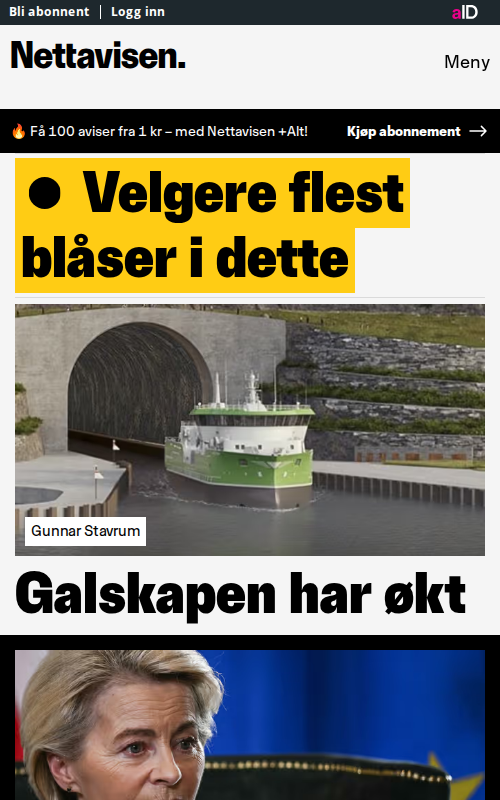 Bli abonnent | Logg inn
aID
Nettavisen.
Meny
🔥 Få 100 aviser fra 1 kr – med Nettavisen +Alt!
Kjøp abonnement →
● Velgere flest
blåser i dette
Gunnar Stavrum
Galskapen har økt